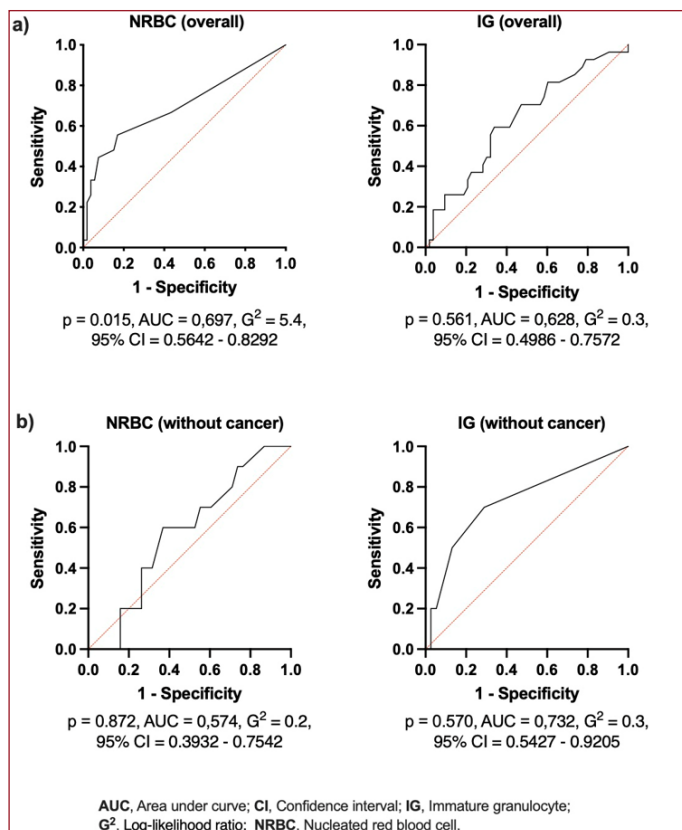 a)
NRBC (overall)
Sensitivity
1.0
0.8
0.6
0.4
0.2
0.0
0.0 0.2 0.4 0.6 0.8 1.0
1 - Specificity
p = 0.015, AUC = 0,697, G² = 5.4,
95% CI = 0.5642 - 0.8292
IG (overall)
Sensitivity
1.0
0.8
0.6
0.4
0.2
0.0
0.0 0.2 0.4 0.6 0.8 1.0
1 - Specificity
p = 0.561, AUC = 0,628, G² = 0.3,
95% CI = 0.4986 - 0.7572
b)
NRBC (without cancer)
Sensitivity
1.0
0.8
0.6
0.4
0.2
0.0
0.0 0.2 0.4 0.6 0.8 1.0
1 - Specificity
p = 0.872, AUC = 0,574, G² = 0.2,
95% CI = 0.3932 - 0.7542
IG (without cancer)
Sensitivity
1.0
0.8
0.6
0.4
0.2
0.0
0.0 0.2 0.4 0.6 0.8 1.0
1 - Specificity
p = 0.570, AUC = 0,732, G² = 0.3,
95% CI = 0.5427 - 0.9205
AUC, Area under curve; CI, Confidence interval; IG, Immature granulocyte;
G², Log-likelihood ratio; NRBC, Nucleated red blood cell.